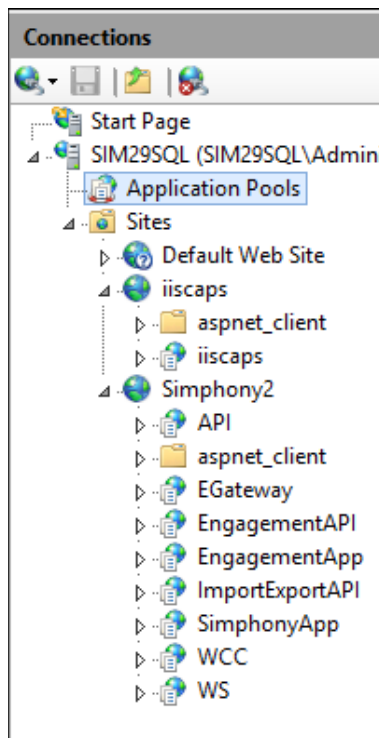 Connections
Start Page
SIM29SQL (SIM29SQL\Admin
Application Pools
Sites
Default Web Site
iiscaps
aspnet_client
iiscaps
Simphony2
API
aspnet_client
EGateway
EngagementAPI
EngagementApp
ImportExportAPI
SimphonyApp
WCC
WS